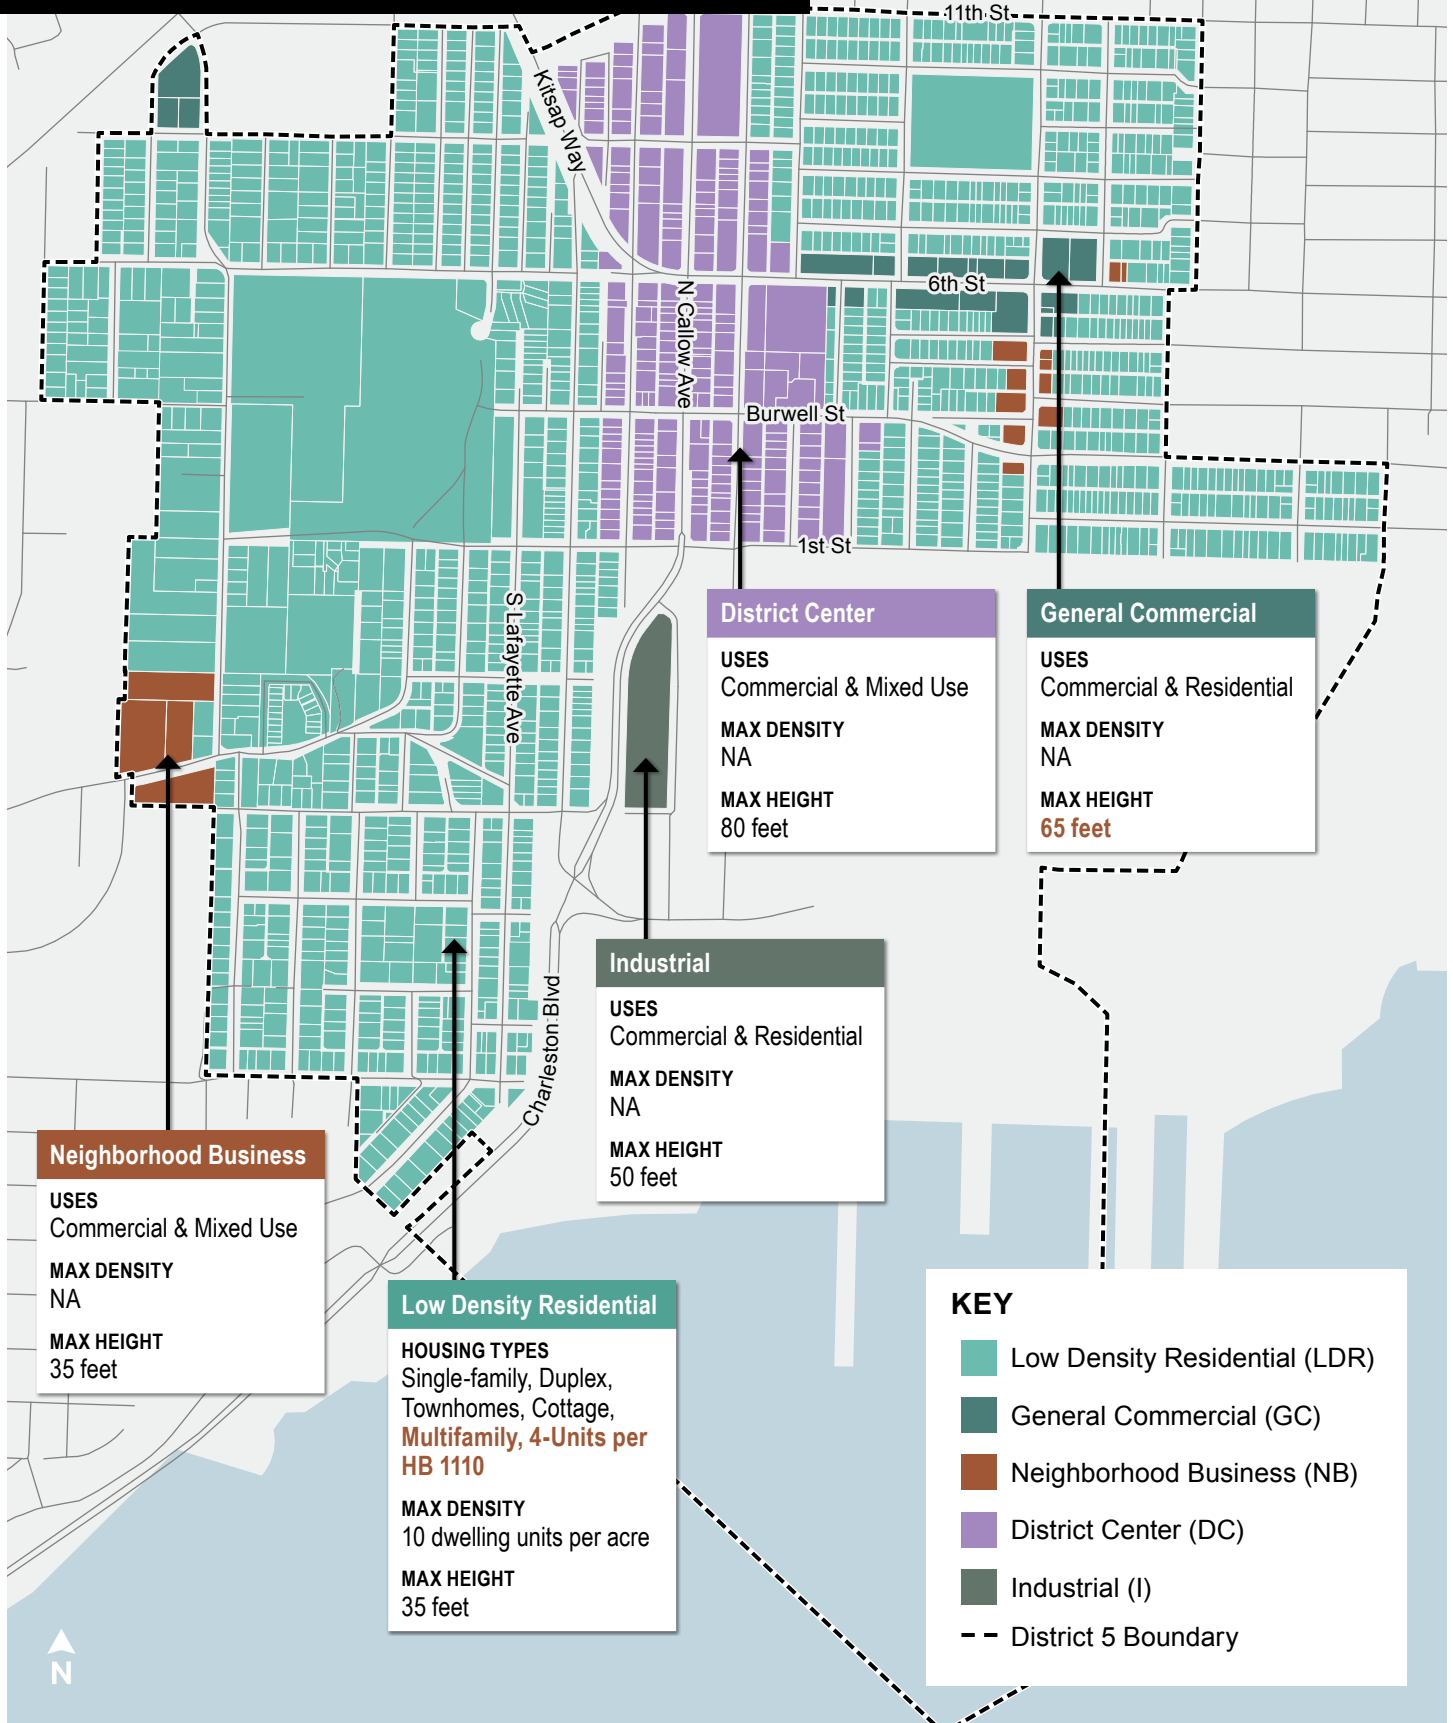 11th St
Kitsap Way
6th St
N Callow Ave
Burwell St
1st St
S Lafayette Ave
Charleston Blvd
District Center
USES
Commercial & Mixed Use
MAX DENSITY
NA
MAX HEIGHT
80 feet
General Commercial
USES
Commercial & Residential
MAX DENSITY
NA
MAX HEIGHT
65 feet
Industrial
USES
Commercial & Residential
MAX DENSITY
NA
MAX HEIGHT
50 feet
Neighborhood Business
USES
Commercial & Mixed Use
MAX DENSITY
NA
MAX HEIGHT
35 feet
Low Density Residential
HOUSING TYPES
Single-family, Duplex,
Townhomes, Cottage,
Multifamily, 4-Units per
HB 1110
MAX DENSITY
10 dwelling units per acre
MAX HEIGHT
35 feet
KEY
Low Density Residential (LDR)
General Commercial (GC)
Neighborhood Business (NB)
District Center (DC)
Industrial (I)
District 5 Boundary
N